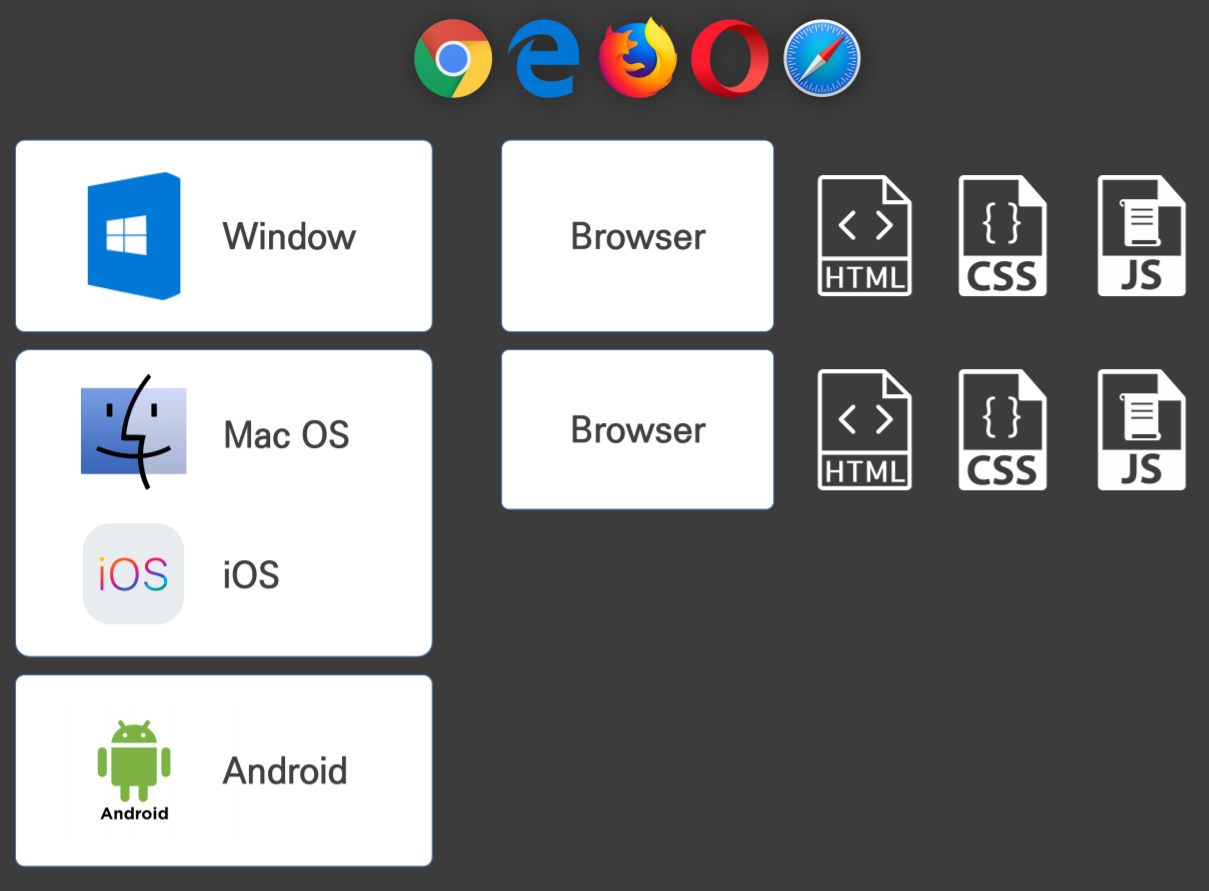 Window
Browser
HTML
CSS
JS
Mac OS
Browser
HTML
CSS
JS
iOS
iOS
Android
Android